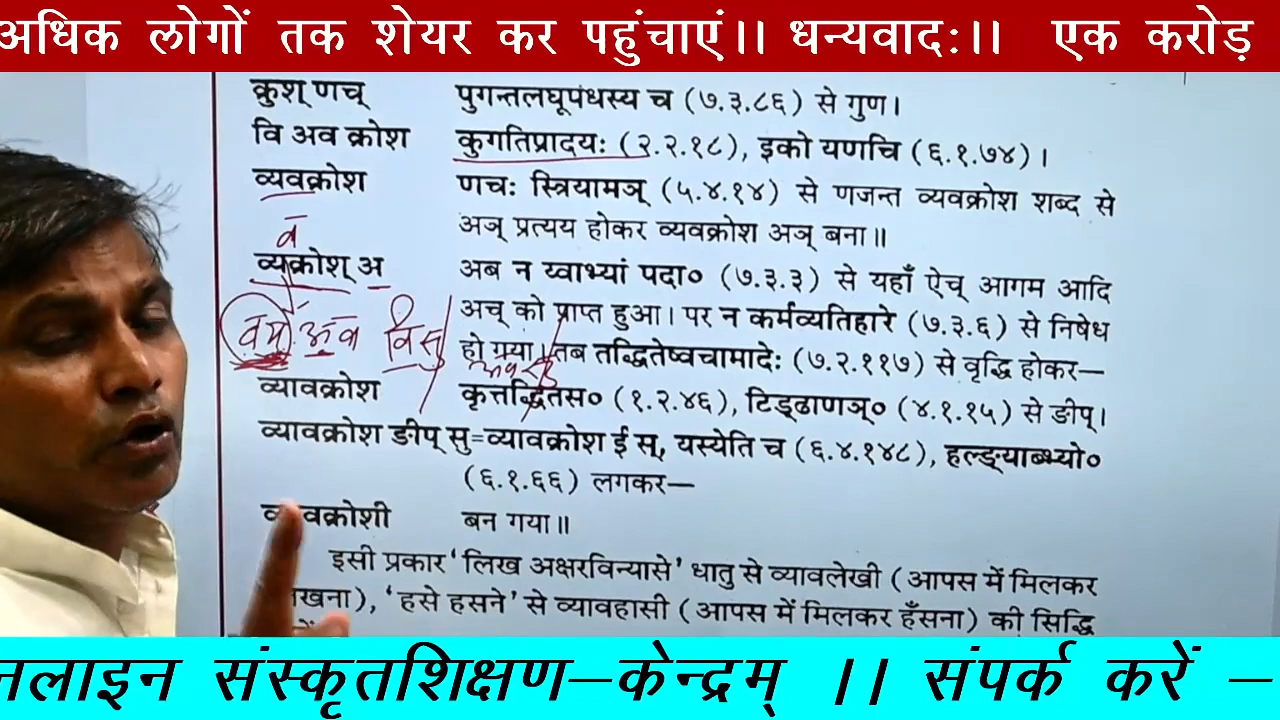 अधिक लोगों तक शेयर कर पहुंचाएं।। धन्यवादः।। एक करोड़
क्रुश् णच् पुगन्तलघूपधस्य च (७.३.८६) से गुण।
वि अव क्रोश कुगतिप्रादयः (२.२.१८), इको यणचि (६.१.७४)।
व्यवक्रोश णचः स्त्रियामञ् (५.४.१४) से णजन्त व्यवक्रोश शब्द से
अञ् प्रत्यय होकर व्यवक्रोश अञ् बना॥
व
व्यक्रोश् अ अब न य्वाभ्यां पदा० (७.३.३) से यहाँ ऐच् आगम आदि
अच् को प्राप्त हुआ। पर न कर्मव्यतिहारे (७.३.६) से निषेध
अव विसु
हो गया। तब तद्धितेष्वचामादेः (७.२.११७) से वृद्धि होकर—
व्यावक्रोश कृत्तद्धितस० (१.२.४६), टिड्ढाणञ्० (४.१.१५) से ङीप्।
व्यावक्रोश ङीप् सु=व्यावक्रोश ई स्, यस्येति च (६.४.१४८), हल्ङ्याब्भ्यो०
(६.१.६६) लगकर—
वक्रोशी बन गया॥
इसी प्रकार 'लिख अक्षरविन्यासे' धातु से व्यावलेखी (आपस में मिलकर
खना), 'हसे हसने' से व्यावहासी (आपस में मिलकर हँसना) की सिद्धि
नलाइन संस्कृतशिक्षण–केन्द्रम् ।। संपर्क करें –